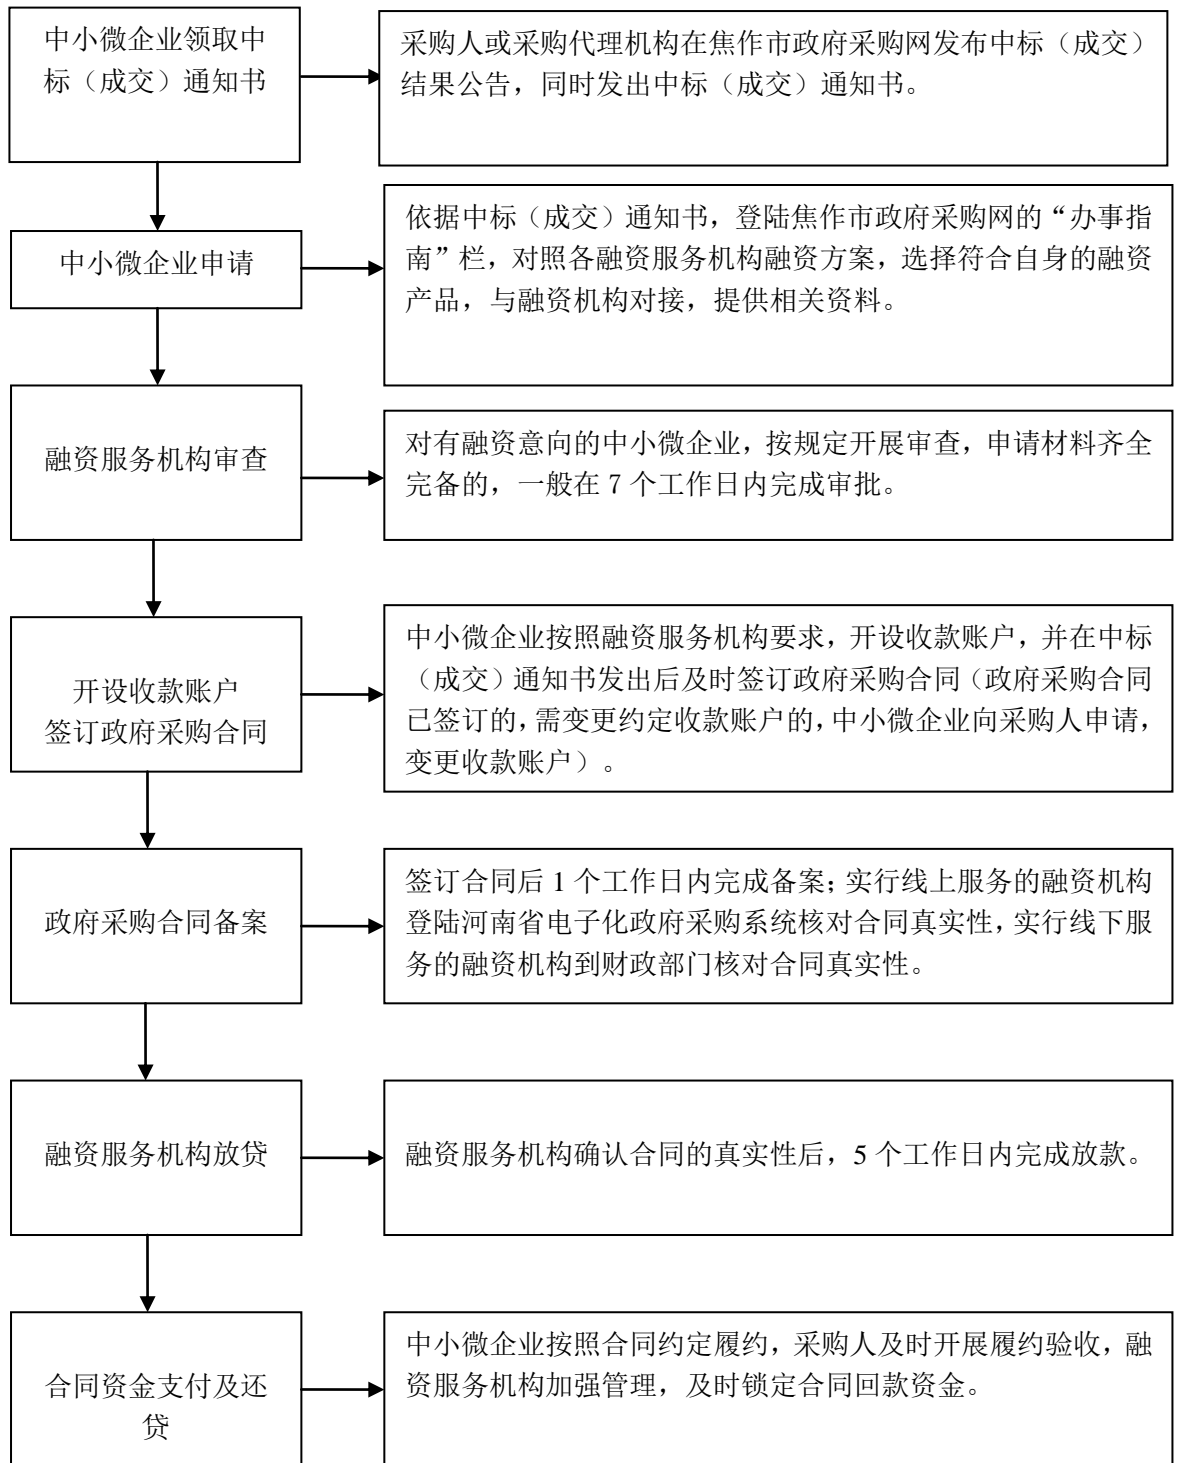 中小微企业领取中
标（成交）通知书
采购人或采购代理机构在焦作市政府采购网发布中标（成交）
结果公告，同时发出中标（成交）通知书。
中小微企业申请
依据中标（成交）通知书，登陆焦作市政府采购网的“办事指
南”栏，对照各融资服务机构融资方案，选择符合自身的融资
产品，与融资机构对接，提供相关资料。
融资服务机构审查
对有融资意向的中小微企业，按规定开展审查，申请材料齐全
完备的，一般在 7 个工作日内完成审批。
开设收款账户
签订政府采购合同
中小微企业按照融资服务机构要求，开设收款账户，并在中标
（成交）通知书发出后及时签订政府采购合同（政府采购合同
已签订的，需变更约定收款账户的，中小微企业向采购人申请，
变更收款账户）。
政府采购合同备案
签订合同后 1 个工作日内完成备案；实行线上服务的融资机构
登陆河南省电子化政府采购系统核对合同真实性，实行线下服
务的融资机构到财政部门核对合同真实性。
融资服务机构放贷
融资服务机构确认合同的真实性后，5 个工作日内完成放款。
合同资金支付及还
贷
中小微企业按照合同约定履约，采购人及时开展履约验收，融
资服务机构加强管理，及时锁定合同回款资金。